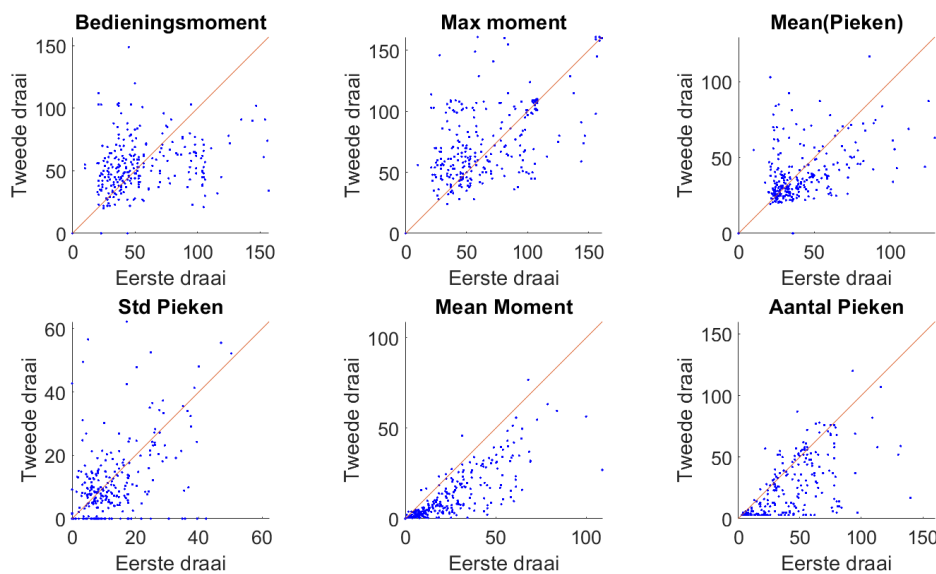 Bedieningsmoment
150
100
50
0
Tweede draai
0 50 100 150
Eerste draai
Max moment
150
100
50
0
Tweede draai
0 50 100 150
Eerste draai
Mean(Pieken)
100
50
0
Tweede draai
0 50 100
Eerste draai
Std Pieken
60
40
20
0
Tweede draai
0 20 40 60
Eerste draai
Mean Moment
100
50
0
Tweede draai
0 50 100
Eerste draai
Aantal Pieken
150
100
50
0
Tweede draai
0 50 100 150
Eerste draai